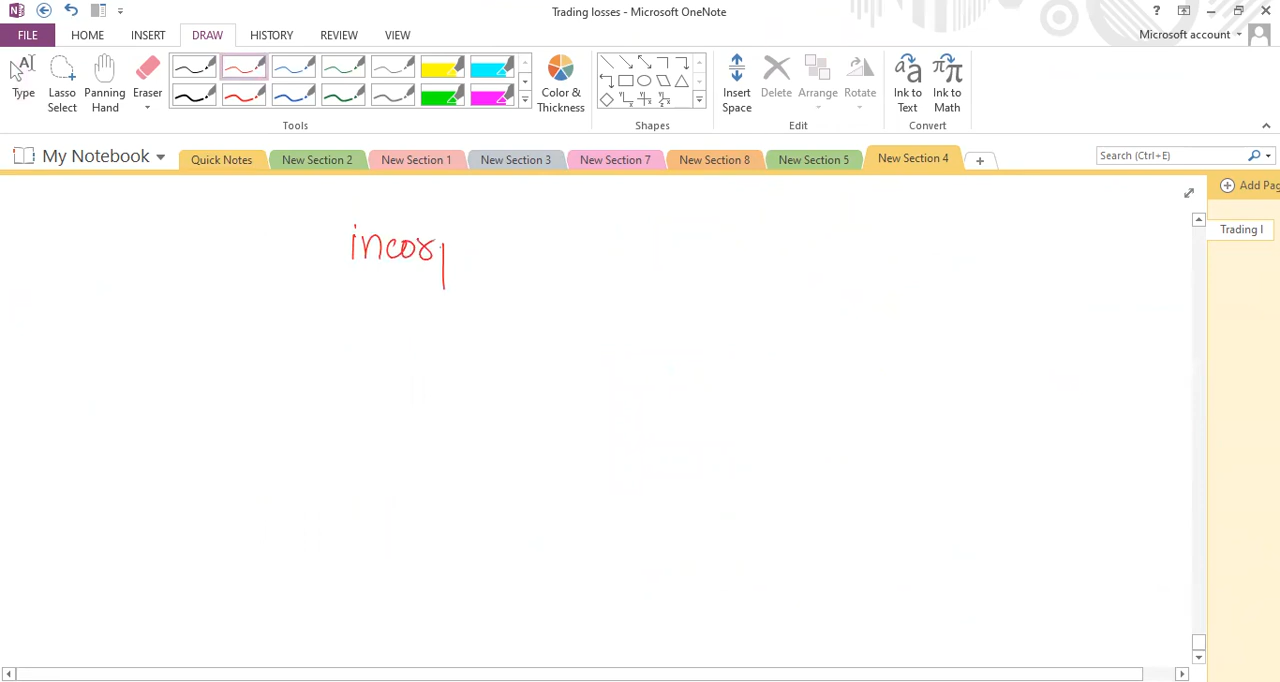 Trading losses - Microsoft OneNote
?
FILE HOME INSERT DRAW HISTORY REVIEW VIEW
Microsoft account
Type
Lasso Select
Panning Hand
Eraser
Color & Thickness
Insert Space
Delete
Arrange
Rotate
Ink to Text
Ink to Math
Tools Shapes Edit Convert
My Notebook Quick Notes New Section 2 New Section 1 New Section 3 New Section 7 New Section 8 New Section 5 New Section 4 +
Search (Ctrl+E)
Add Pag
Trading l
incorp